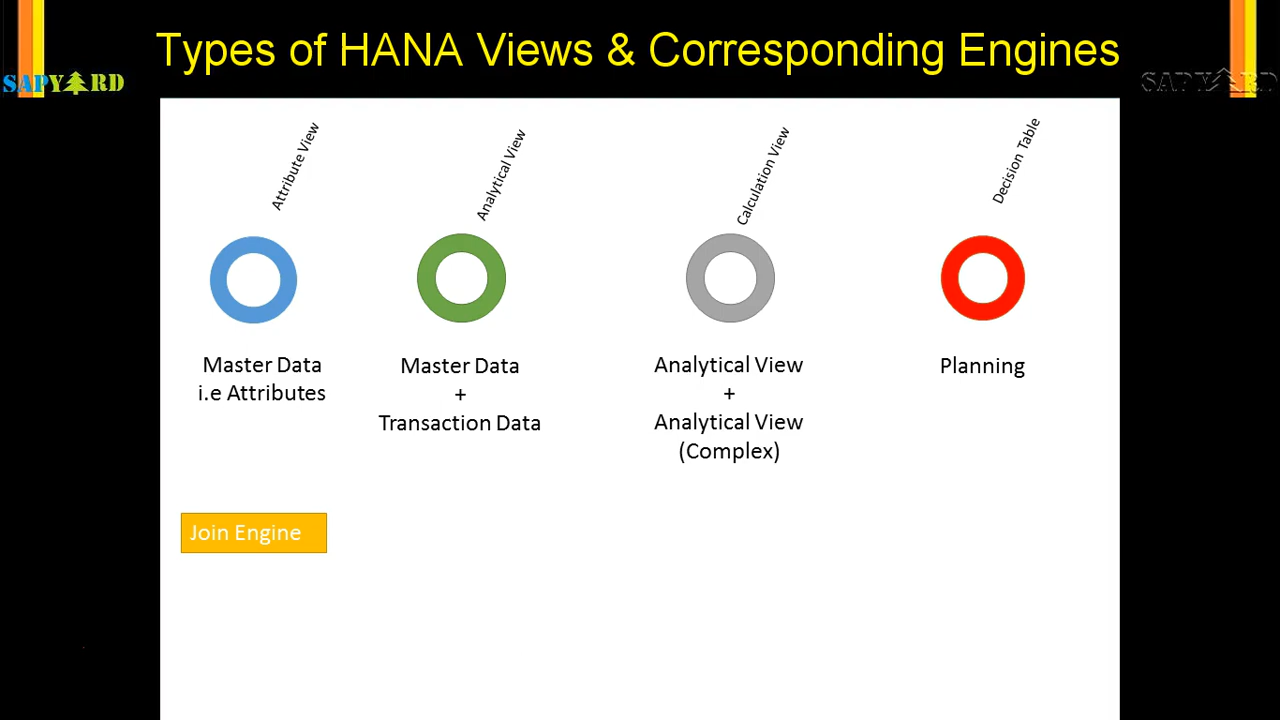 Types of HANA Views & Corresponding Engines
SAPYARD
SAPYARD
Attribute View
Analytical View
Calculation View
Decision Table
Master Data
i.e Attributes
Master Data
+
Transaction Data
Analytical View
+
Analytical View
(Complex)
Planning
Join Engine